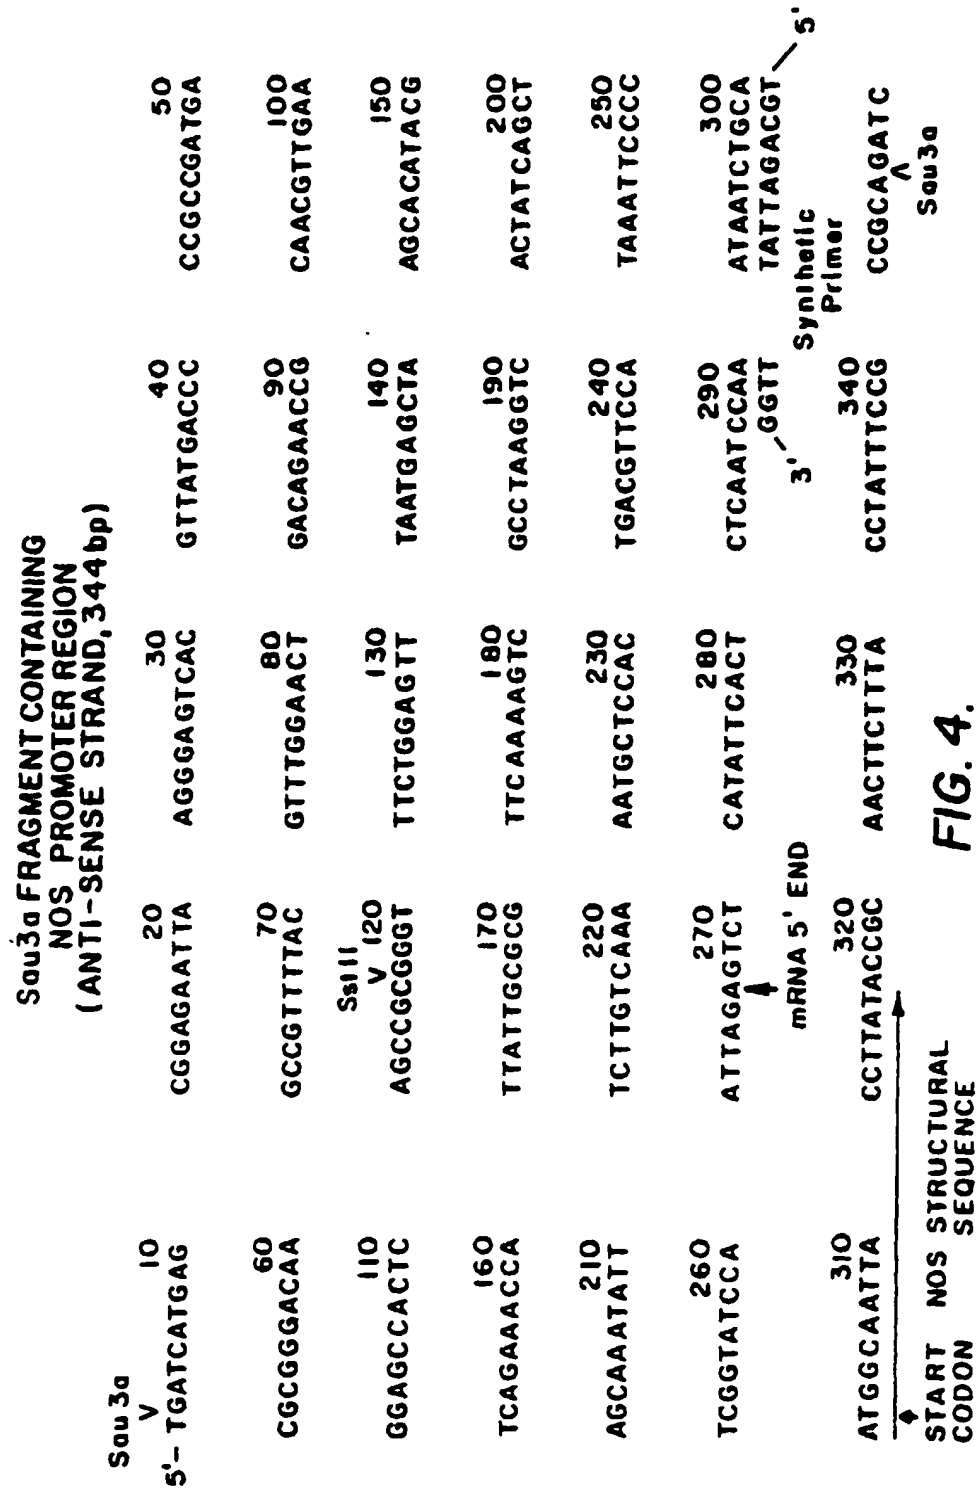 Sau3a FRAGMENT CONTAINING
NOS PROMOTER REGION
(ANTI-SENSE STRAND, 344bp)
Sau3a
V 10 20 30 40 50
5'- TGATCATGAG CGGAGAATTA AGGGAGTCAC GTTATGACCC CCGCCGATGA
60 70 80 90 100
CGCGGGACAA GCCGTTTTAC GTTTGGAACT GACAGAACCG CAACGTTGAA
SstII
110 V 120 130 140 150
GGAGCCACTC AGCCGCGGGT TTCTGGAGTT TAATGAGCTA AGCACATACG
160 170 180 190 200
TCAGAAACCA TTATTGCGCG TTCAAAAGTC GCCTAAGGTC ACTATCAGCT
210 220 230 240 250
AGCAAATATT TCTTGTCAAA AATGCTCCAC TGACGTTCCA TAAATTCCCC
260 270 280 290 300
TCGGTATCCA ATTAGAGTCT CATATTCACT CTCAATCCAA ATAATCTGCA
GGTT TATTAGACGT
3' 5'
mRNA 5' END
Synthetic
Primer
310 320 330 340
ATGGCAATTA CCTTATACCGC AACTTCTTTA CCTATTTCCG CCGCAGATC
Λ
Sau3a
START NOS STRUCTURAL
CODON SEQUENCE
FIG. 4.